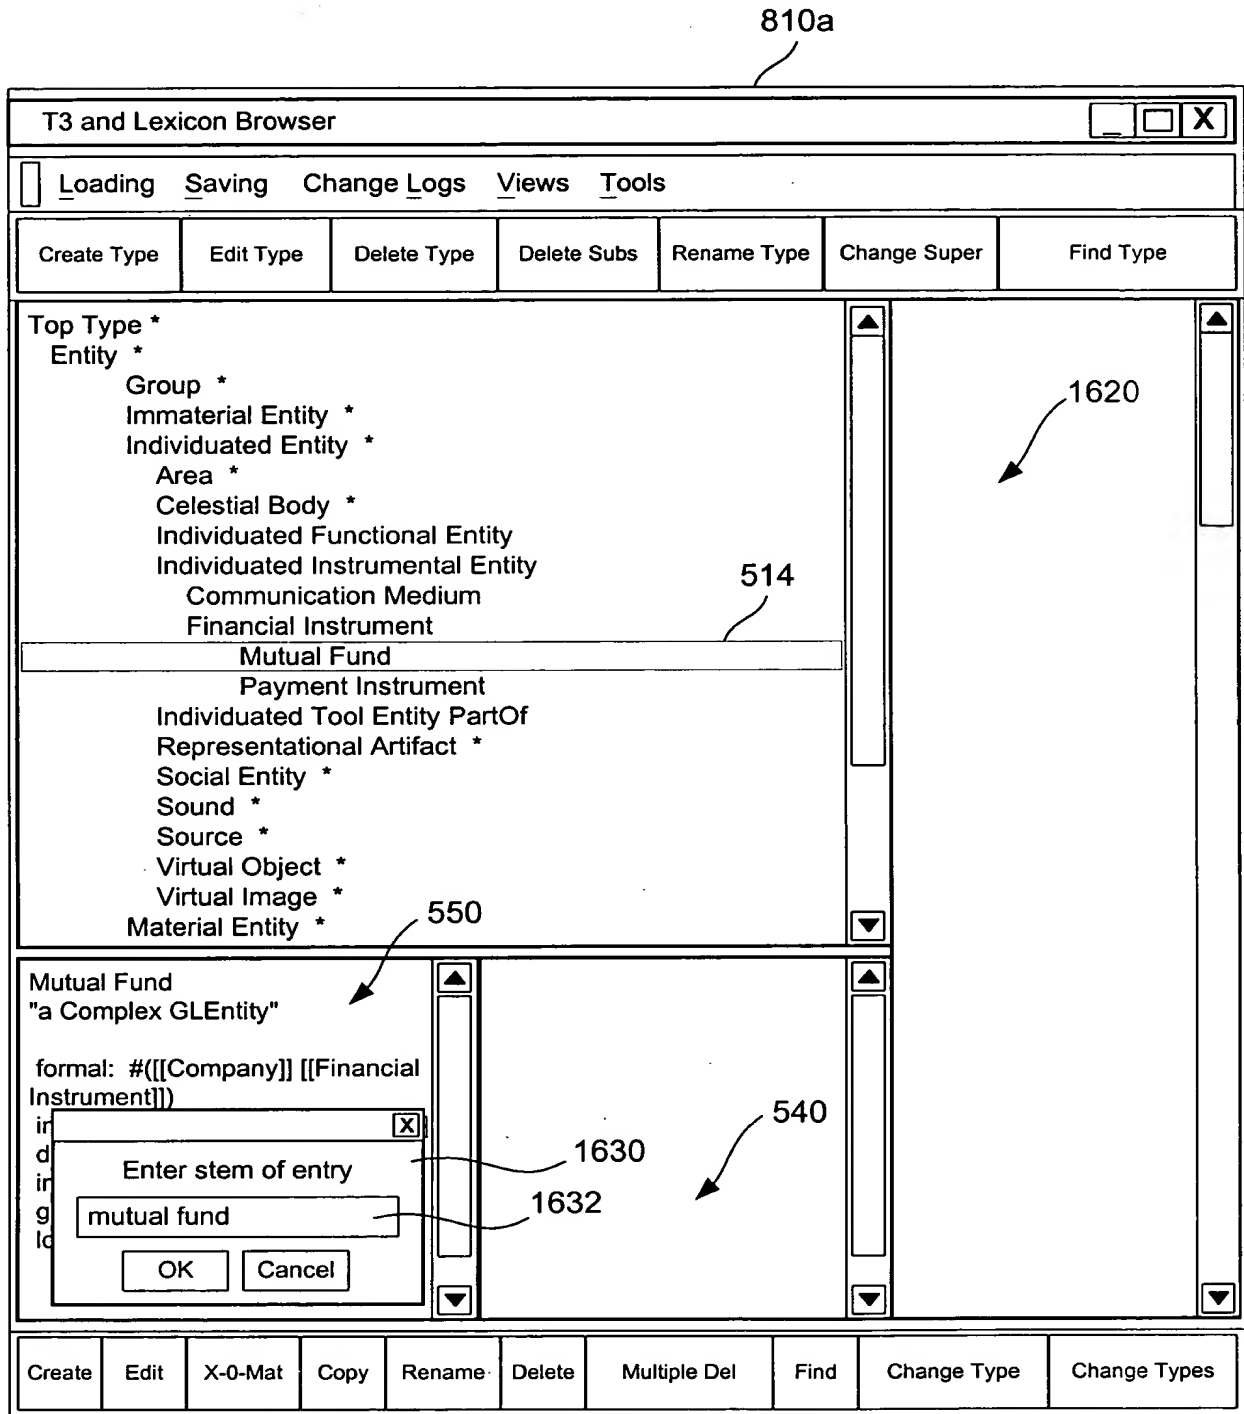 810a
T3 and Lexicon Browser
X
Loading Saving Change Logs Views Tools
Create Type Edit Type Delete Type Delete Subs Rename Type Change Super Find Type
Top Type *
Entity *
Group *
1620
Immaterial Entity *
Individuated Entity *
Area *
Celestial Body *
Individuated Functional Entity
Individuated Instrumental Entity
514
Communication Medium
Financial Instrument
Mutual Fund
Payment Instrument
Individuated Tool Entity PartOf
Representational Artifact *
Social Entity *
Sound *
Source *
Virtual Object *
Virtual Image *
550
Material Entity *
Mutual Fund
"a Complex GLEntity"
formal: #([[Company]] [[Financial
Instrument]])
X
540
1630
Enter stem of entry
1632
mutual fund
OK Cancel
Create Edit X-0-Mat Copy Rename Delete Multiple Del Find Change Type Change Types